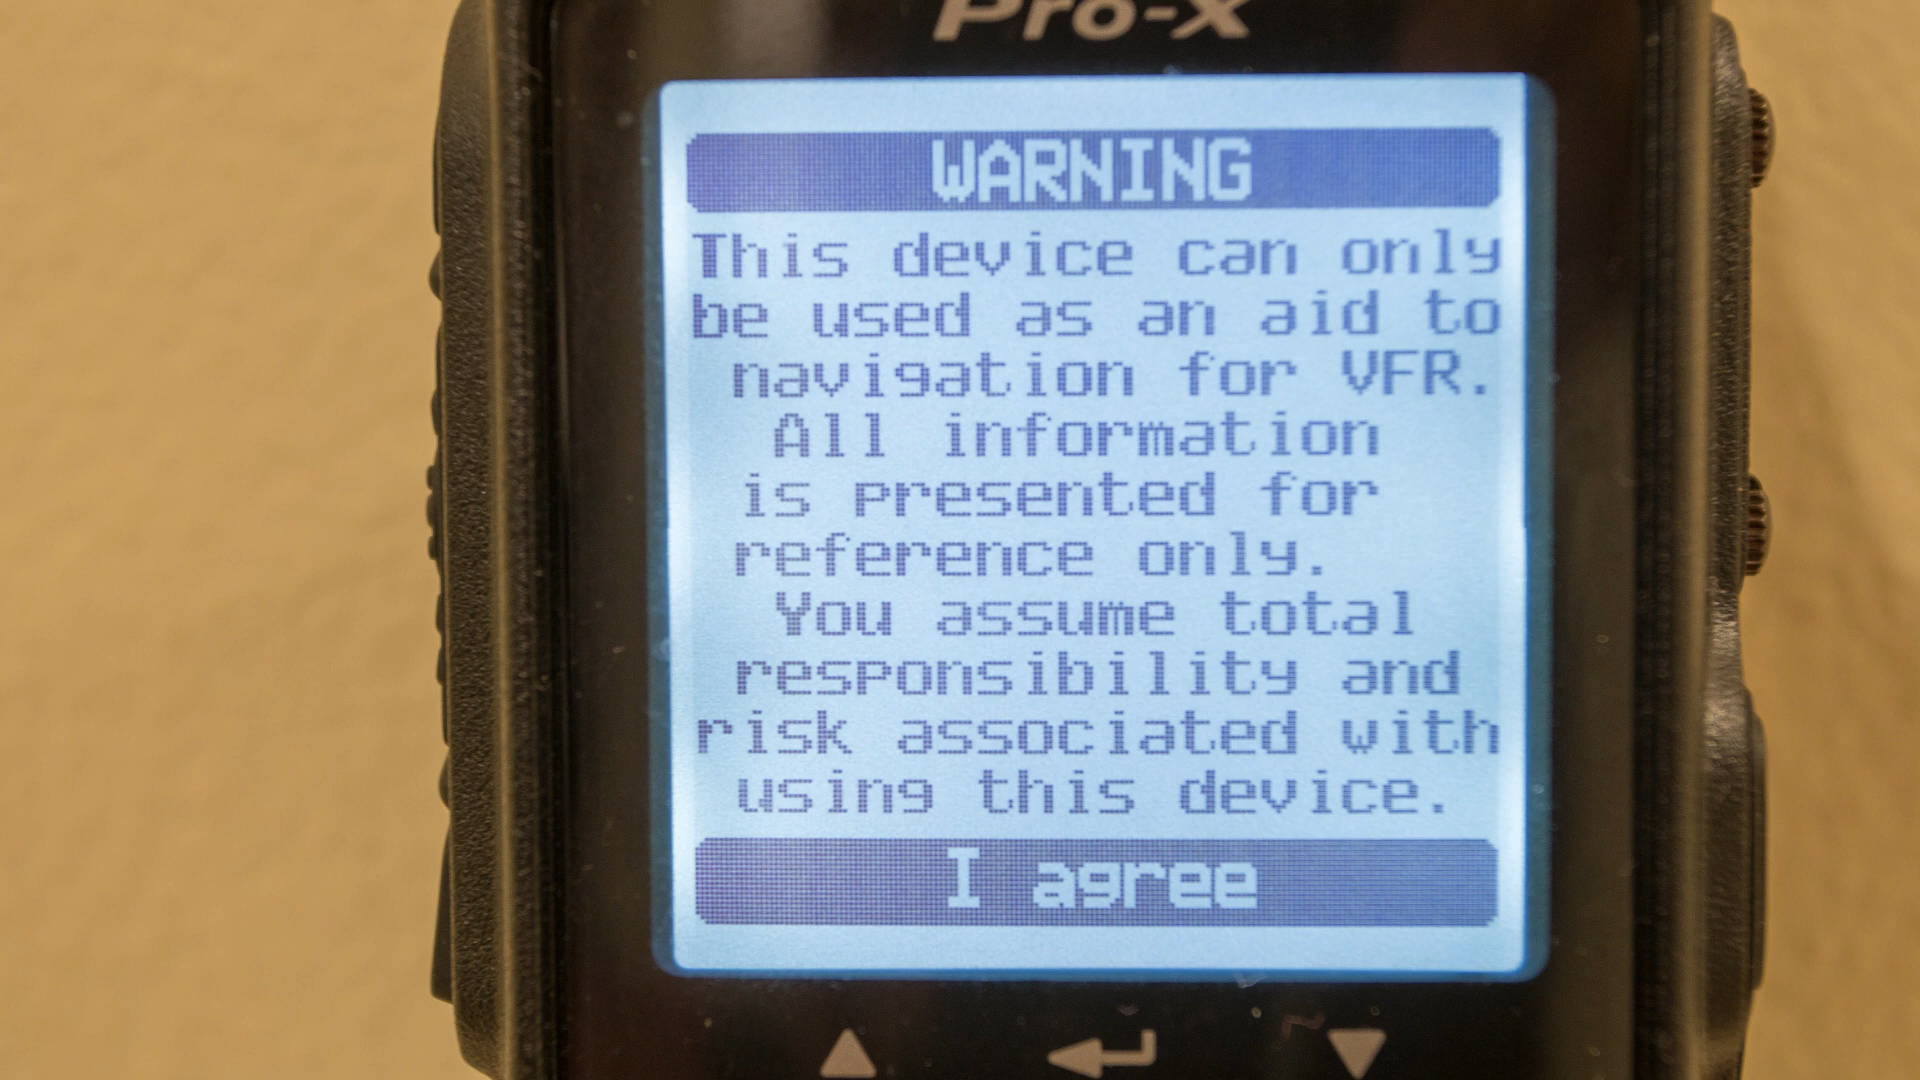 Pro-X
WARNING
This device can only
be used as an aid to
navigation for VFR.
All information
is presented for
reference only.
You assume total
responsibility and
risk associated with
using this device.
I agree